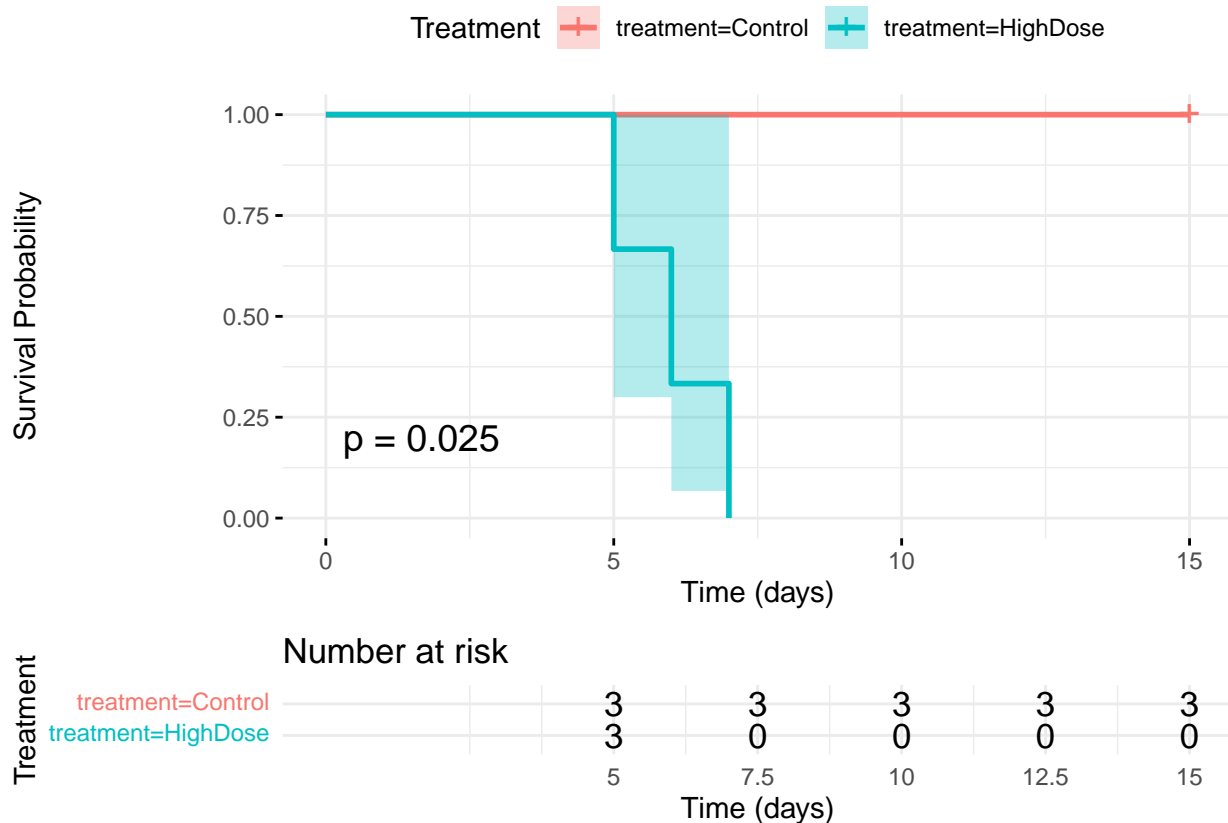 Treatment treatment=Control treatment=HighDose
Survival Probability
1.00
0.75
0.50
0.25
0.00
p = 0.025
0 5 10 15
Time (days)
Number at risk
Treatment
treatment=Control 3 3 3 3 3
treatment=HighDose 3 0 0 0 0
5 7.5 10 12.5 15
Time (days)